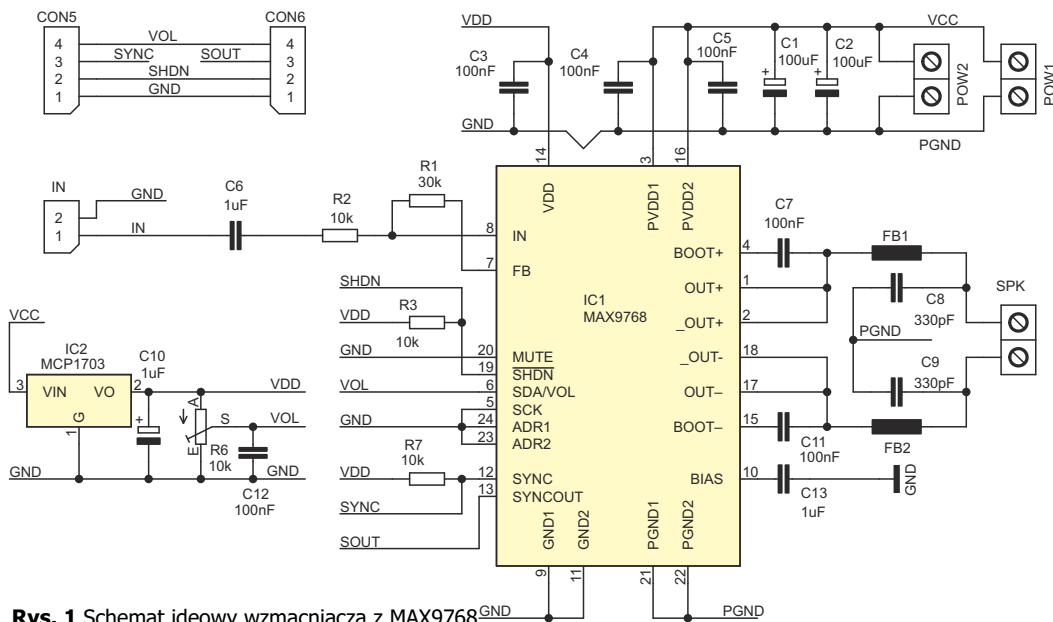 CON5
CON6
4 VOL 4
3 SYNC SOUT 3
2 SHDN 2
1 GND 1
VDD
C3
100nF
C4
100nF
C5
100nF
C1
100uF
+
C2
100uF
+
VCC
POW2
POW1
GND
PGND
IN
2
1
GND
IN
C6
1uF
R2
10k
R1
30k
14
VDD
3
PVDD1
16
PVDD2
8 IN
7 FB
IC1
MAX9768
SHDN
VDD
R3
10k
GND
20 MUTE
19 SHDN
VOL
6 SDA/VOL
5 SCK
GND
24 ADR1
23 ADR2
VDD
R7
10k
12 SYNC
13 SYNCOUT
SYNC
SOUT
BOOT+ 4
OUT+ 1
_OUT+ 2
_OUT- 18
OUT– 17
BOOT– 15
BIAS 10
C7
100nF
FB1
C8
330pF
SPK
PGND
C9
330pF
FB2
C11
100nF
C13
1uF
GND
VCC
IC2
MCP1703
3 VIN VO 2
G
1
C10
1uF
+
VDD
A
S
E
VOL
R6
10k
GND
GND
C12
100nF
GND1
9
GND2
11
PGND1
21
PGND2
22
GND
PGND
Rys. 1 Schemat ideowy wzmacniacza z MAX9768